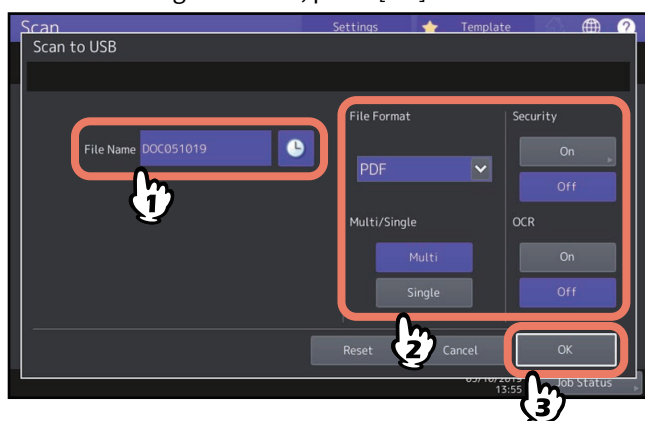 Scan Settings Template ?
Scan to USB
File Format Security
File Name DOC051019
PDF
On
Off
Multi/Single OCR
Multi On
Single Off
1
2
Reset Cancel OK
13:55 Job Status
3